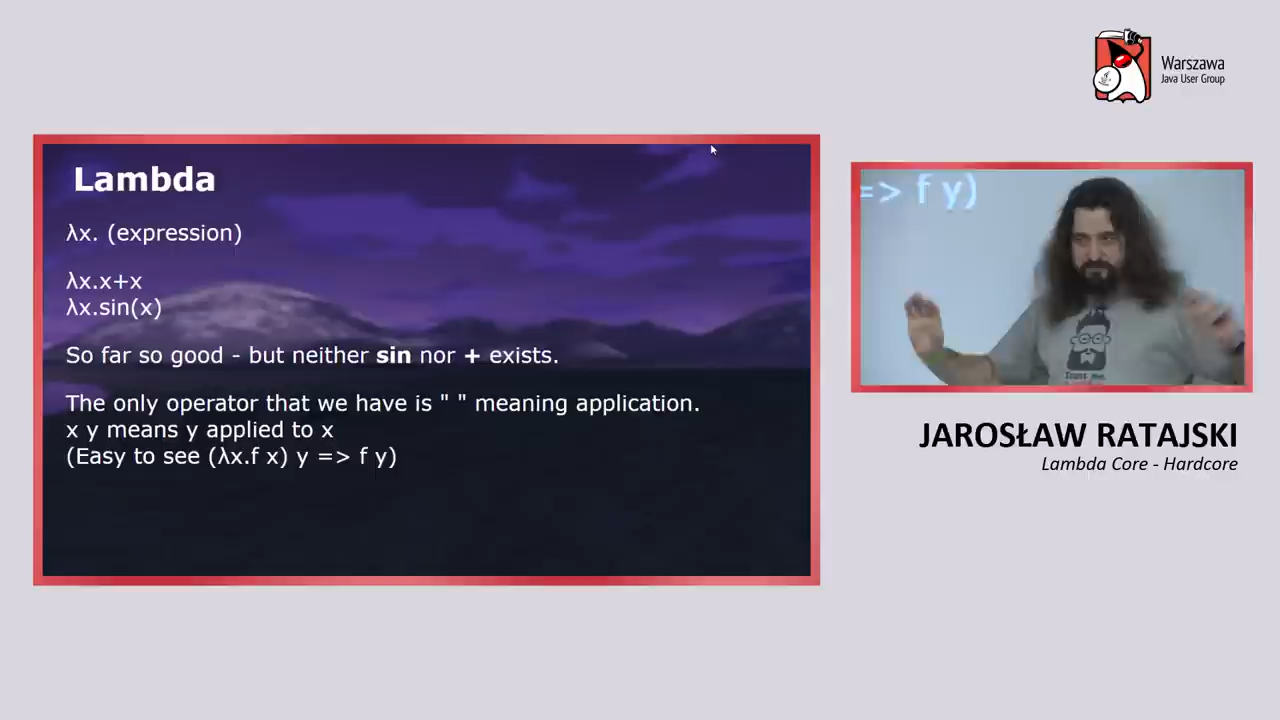 Warszawa
Java User Group
Lambda
λx. (expression)
λx.x+x
λx.sin(x)
So far so good - but neither sin nor + exists.
The only operator that we have is " " meaning application.
x y means y applied to x
(Easy to see (λx.f x) y => f y)
=> f y)
Trust me,
JAROSŁAW RATAJSKI
Lambda Core - Hardcore